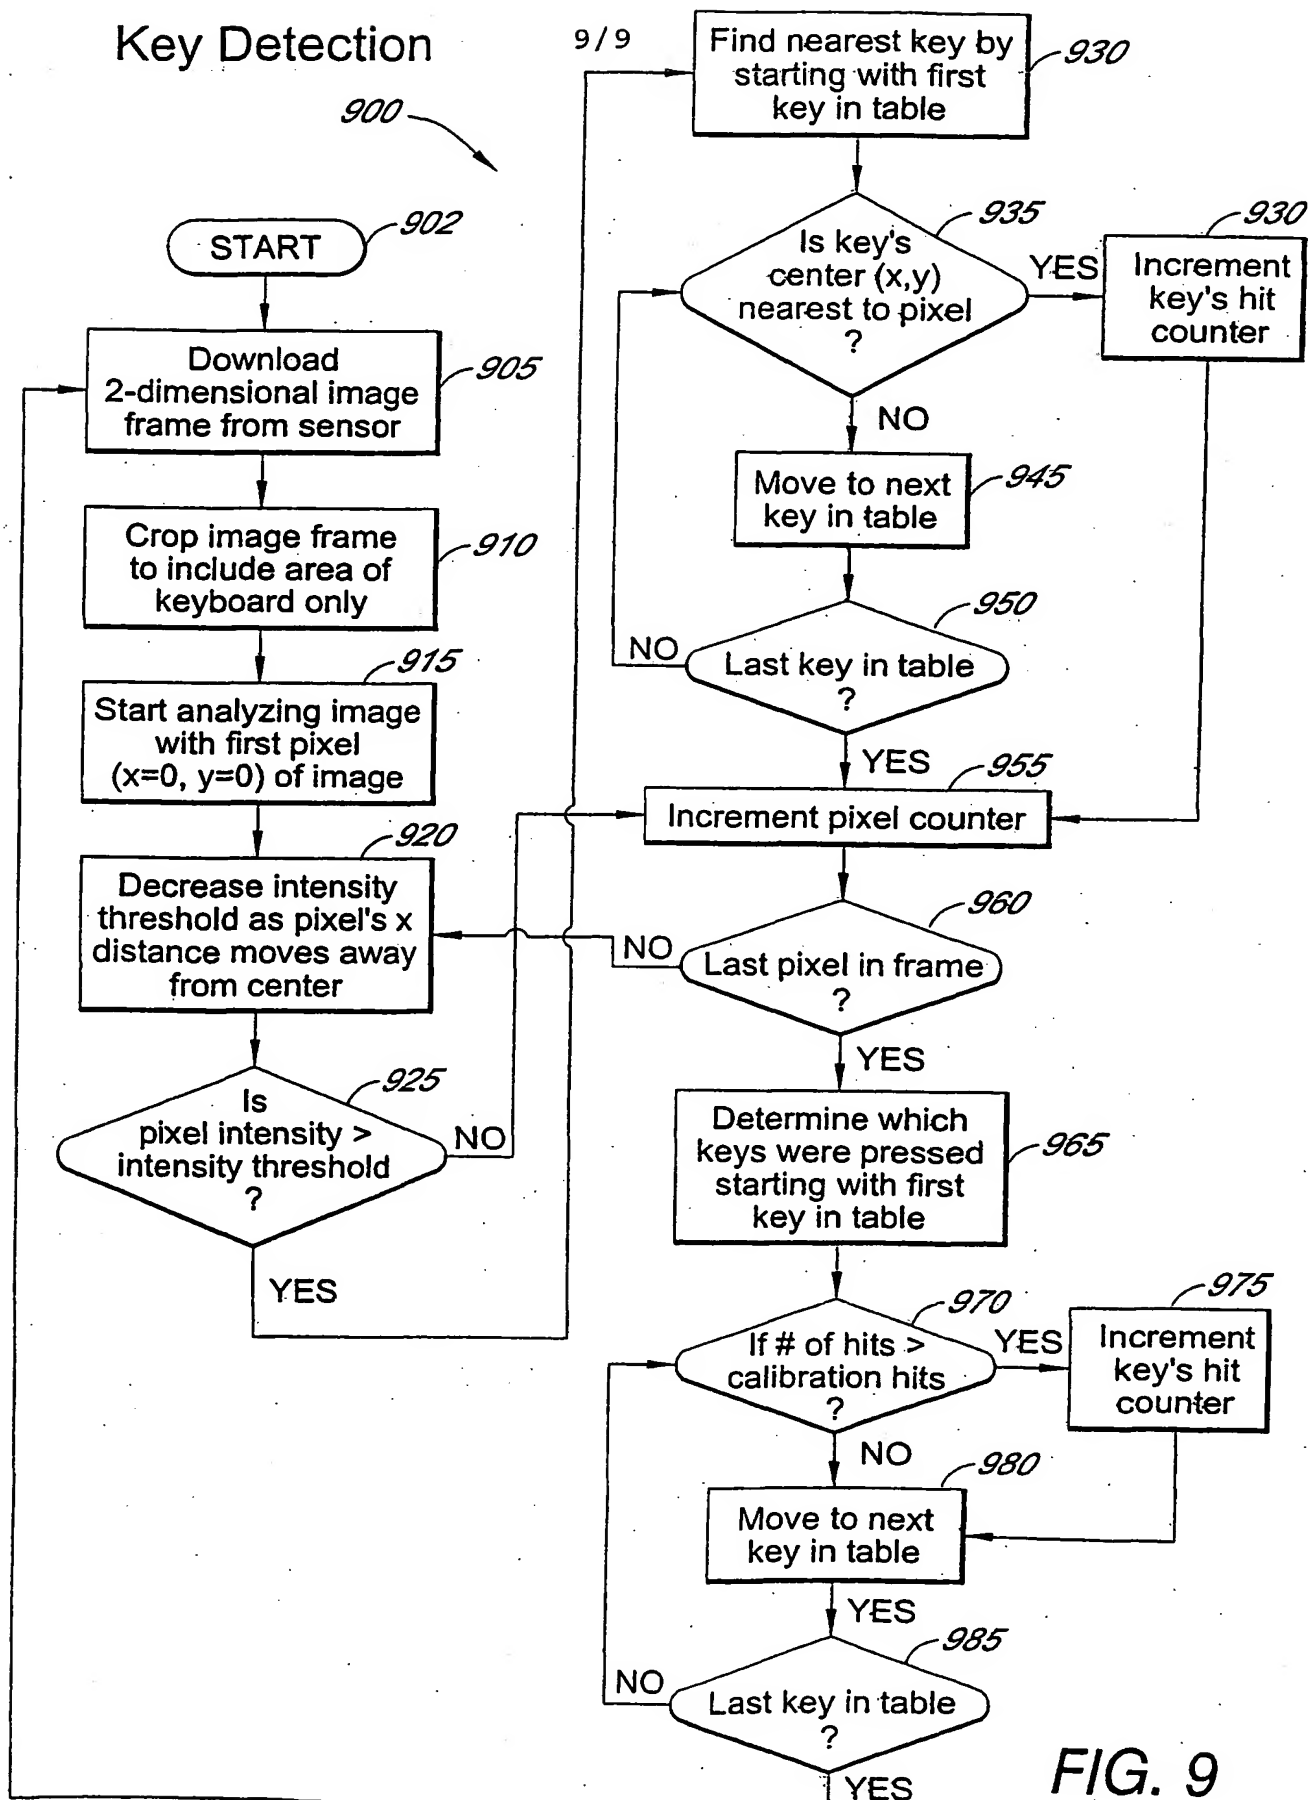 Key Detection
9/9
900
START
902
Download
2-dimensional image
frame from sensor
905
Crop image frame
to include area of
keyboard only
910
Start analyzing image
with first pixel
(x=0, y=0) of image
915
Decrease intensity
threshold as pixel's x
distance moves away
from center
920
Is
pixel intensity >
intensity threshold
?
925
NO
YES
Find nearest key by
starting with first
key in table
930
Is key's
center (x,y)
nearest to pixel
?
935
YES
Increment
key's hit
counter
930
NO
Move to next
key in table
945
Last key in table
?
950
NO
YES
Increment pixel counter
955
Last pixel in frame
?
960
NO
YES
Determine which
keys were pressed
starting with first
key in table
965
If # of hits >
calibration hits
?
970
YES
Increment
key's hit
counter
975
NO
Move to next
key in table
980
YES
Last key in table
?
985
NO
YES
FIG. 9